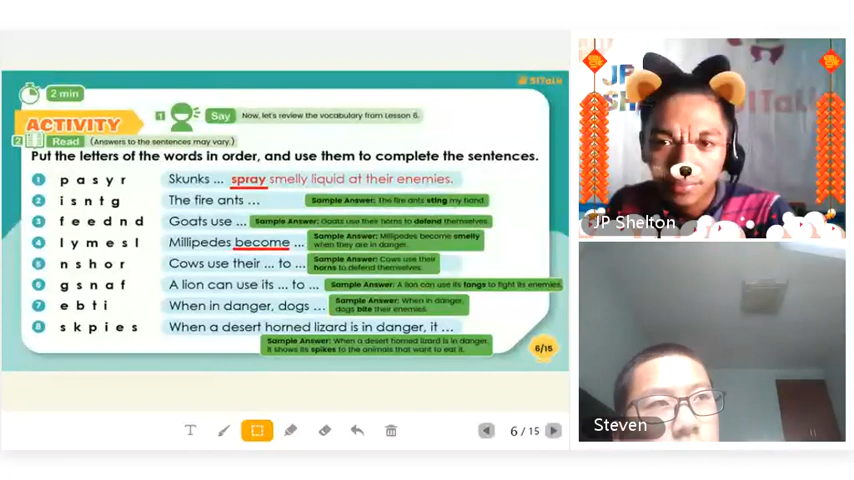 51Talk
2 min
ACTIVITY
1 Say Now, let's review the vocabulary from Lesson 6.
2 Read (Answers to the sentences may vary.)
Put the letters of the words in order, and use them to complete the sentences.
1 p a s y r Skunks ... spray smelly liquid at their enemies.
2 i s n t g The fire ants ... Sample Answer: The fire ants sting my hand.
3 f e e d n d Goats use ... Sample Answer: Goats use their horns to defend themselves.
4 l y m e s l Millipedes become ... Sample Answer: Millipedes become smelly
when they are in danger.
5 n s h o r Cows use their ... to ... Sample Answer: Cows use their
horns to defend themselves.
6 g s n a f A lion can use its ... to ... Sample Answer: A lion can use its fangs to fight its enemies.
7 e b t i When in danger, dogs ... Sample Answer: When in danger,
dogs bite their enemies.
8 s k p i e s When a desert horned lizard is in danger, it ...
Sample Answer: When a desert horned lizard is in danger,
it shows its spikes to the animals that want to eat it.
6/15
T 6 / 15
JP Shelton
Steven